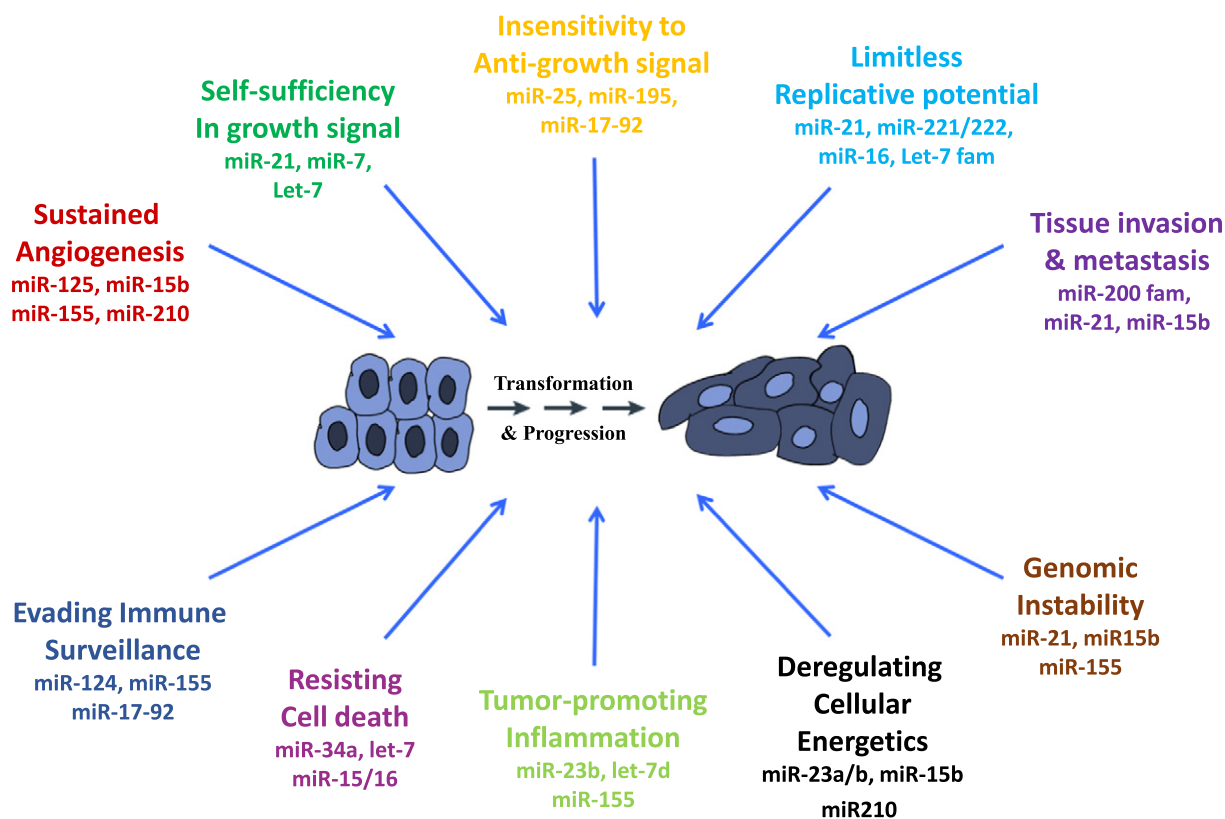 Insensitivity to
Anti-growth signal
miR-25, miR-195,
miR-17-92
Limitless
Replicative potential
miR-21, miR-221/222,
miR-16, Let-7 fam
Self-sufficiency
In growth signal
miR-21, miR-7,
Let-7
Sustained
Angiogenesis
miR-125, miR-15b
miR-155, miR-210
Tissue invasion
& metastasis
miR-200 fam,
miR-21, miR-15b
Transformation
& Progression
Evading Immune
Surveillance
miR-124, miR-155
miR-17-92
Resisting
Cell death
miR-34a, let-7
miR-15/16
Tumor-promoting
Inflammation
miR-23b, let-7d
miR-155
Deregulating
Cellular
Energetics
miR-23a/b, miR-15b
miR210
Genomic
Instability
miR-21, miR15b
miR-155